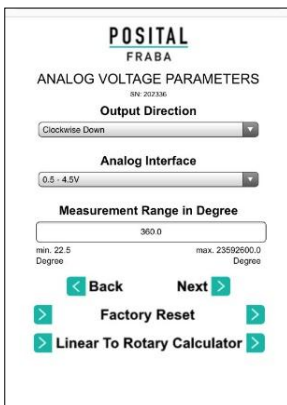 POSITAL
FRABA
ANALOG VOLTAGE PARAMETERS
SN: 202336
Output Direction
Clockwise Down
Analog Interface
0.5 - 4.5V
Measurement Range in Degree
360.0
min. 22.5 max. 23592600.0
Degree Degree
Back Next
Factory Reset
Linear To Rotary Calculator